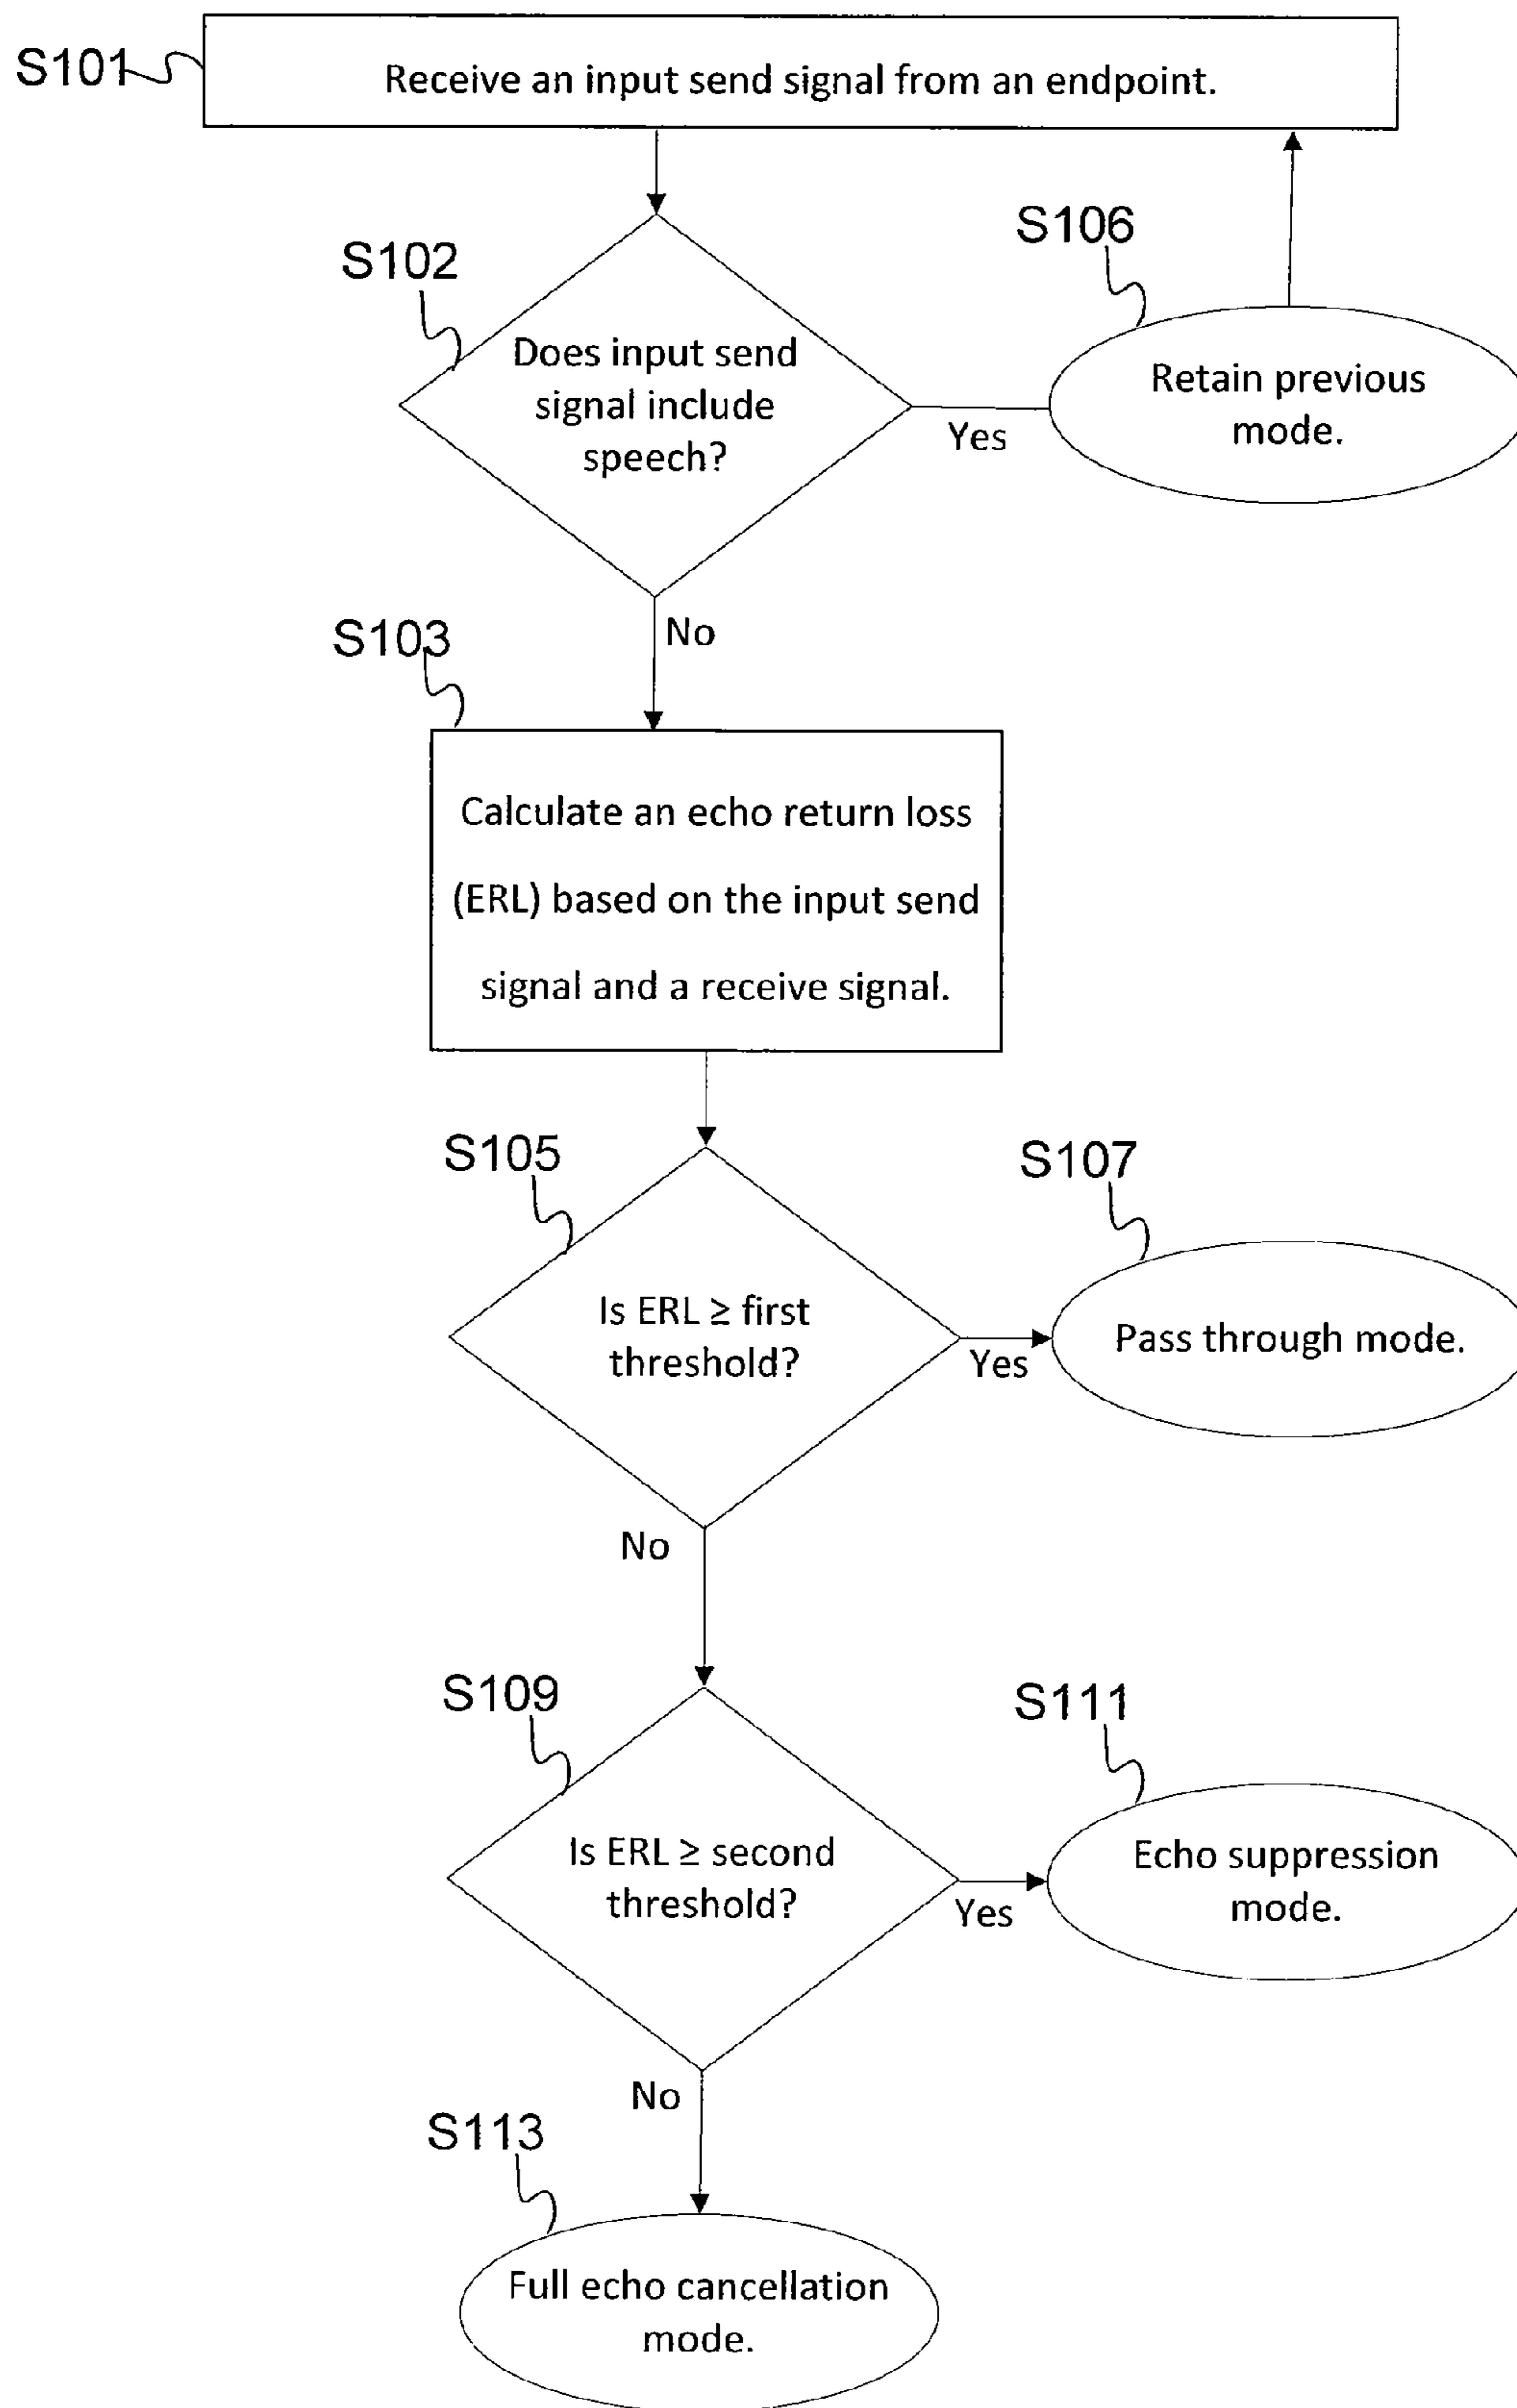 S101
Receive an input send signal from an endpoint.
S102
Does input send
signal include
speech?
Yes
S106
Retain previous
mode.
No
S103
Calculate an echo return loss
(ERL) based on the input send
signal and a receive signal.
S105
Is ERL ≥ first
threshold?
Yes
S107
Pass through mode.
No
S109
Is ERL ≥ second
threshold?
Yes
S111
Echo suppression
mode.
No
S113
Full echo cancellation
mode.